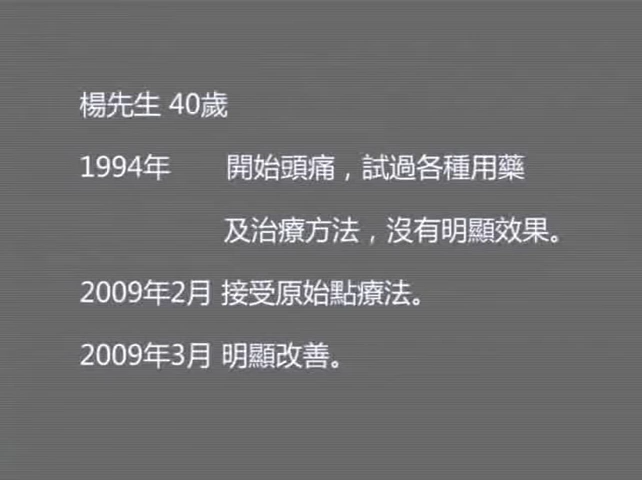 楊先生 40歲
1994年 開始頭痛，試過各種用藥
及治療方法，沒有明顯效果。
2009年2月 接受原始點療法。
2009年3月 明顯改善。